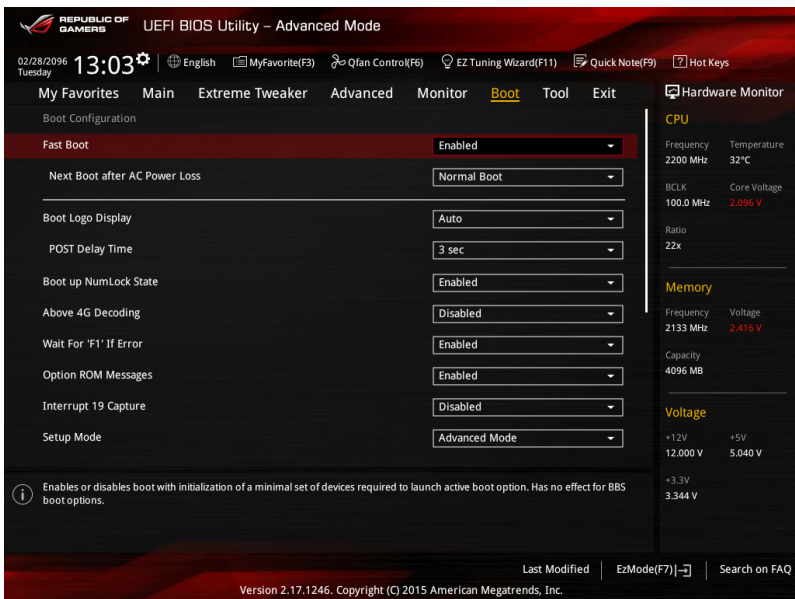 REPUBLIC OF
GAMERS
UEFI BIOS Utility – Advanced Mode
02/28/2096
Tuesday
13:03
English
MyFavorite(F3)
Qfan Control(F6)
EZ Tuning Wizard(F11)
Quick Note(F9)
? Hot Keys
My Favorites Main Extreme Tweaker Advanced Monitor Boot Tool Exit
Boot Configuration
Fast Boot Enabled
Next Boot after AC Power Loss Normal Boot
Boot Logo Display Auto
POST Delay Time 3 sec
Boot up NumLock State Enabled
Above 4G Decoding Disabled
Wait For 'F1' If Error Enabled
Option ROM Messages Enabled
Interrupt 19 Capture Disabled
Setup Mode Advanced Mode
Enables or disables boot with initialization of a minimal set of devices required to launch active boot option. Has no effect for BBS
boot options.
Hardware Monitor
CPU
Frequency Temperature
2200 MHz 32°C
BCLK Core Voltage
100.0 MHz 2.096 V
Ratio
22x
Memory
Frequency Voltage
2133 MHz 2.416 V
Capacity
4096 MB
Voltage
+12V +5V
12.000 V 5.040 V
+3.3V
3.344 V
Last Modified
EzMode(F7)
Search on FAQ
Version 2.17.1246. Copyright (C) 2015 American Megatrends, Inc.